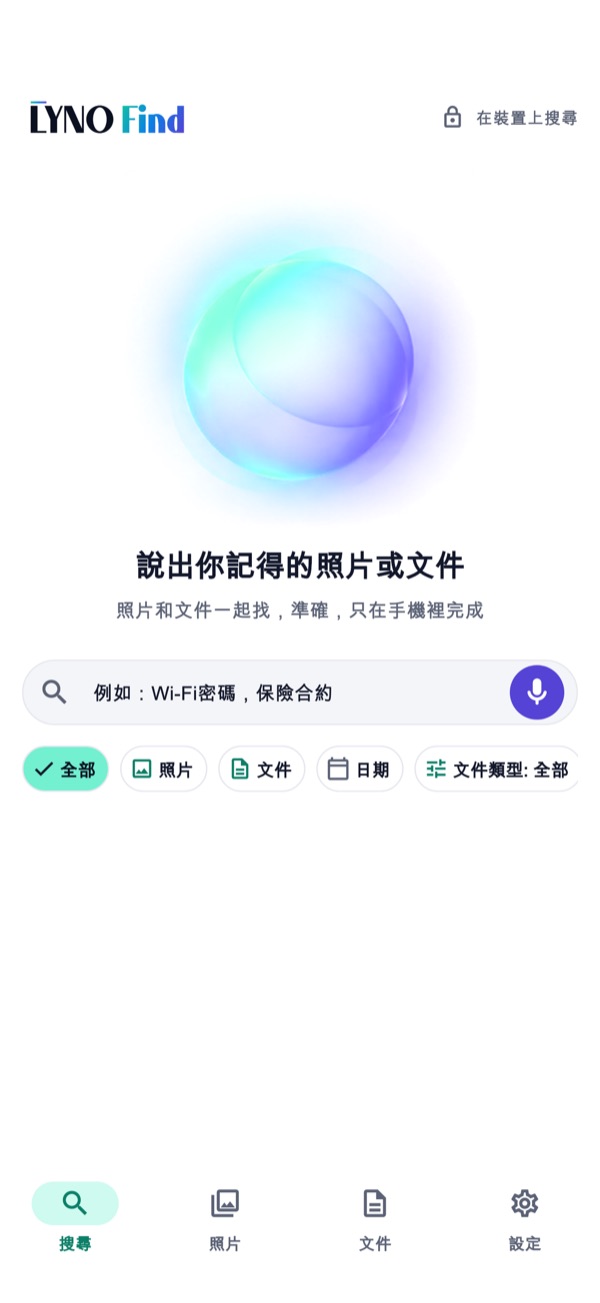 LYNO Find
在裝置上搜尋
說出你記得的照片或文件
照片和文件一起找，準確，只在手機裡完成
例如：Wi-Fi密碼，保險合約
全部 照片 文件 日期 文件類型: 全部
搜尋 照片 文件 設定